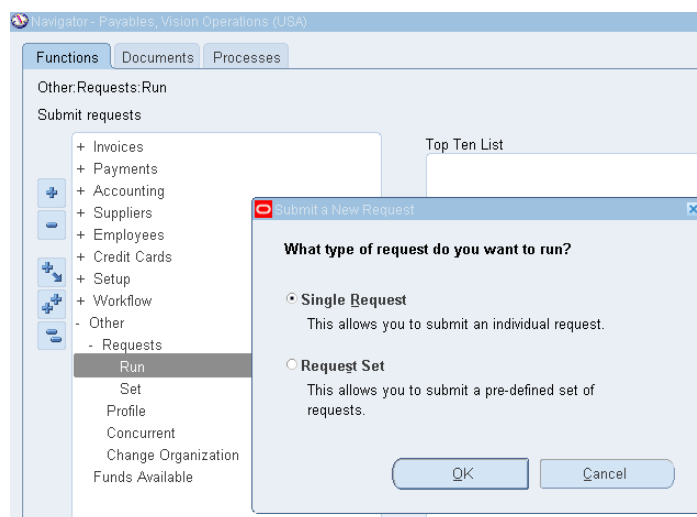 Navigator - Payables, Vision Operations (USA)
Functions Documents Processes
Other:Requests:Run
Submit requests
+ Invoices
+ Payments
+ Accounting
+ Suppliers
+ Employees
+ Credit Cards
+ Setup
+ Workflow
- Other
- Requests
Run
Set
Profile
Concurrent
Change Organization
Funds Available
Top Ten List
Submit a New Request
What type of request do you want to run?
Single Request
This allows you to submit an individual request.
Request Set
This allows you to submit a pre-defined set of
requests.
OK Cancel